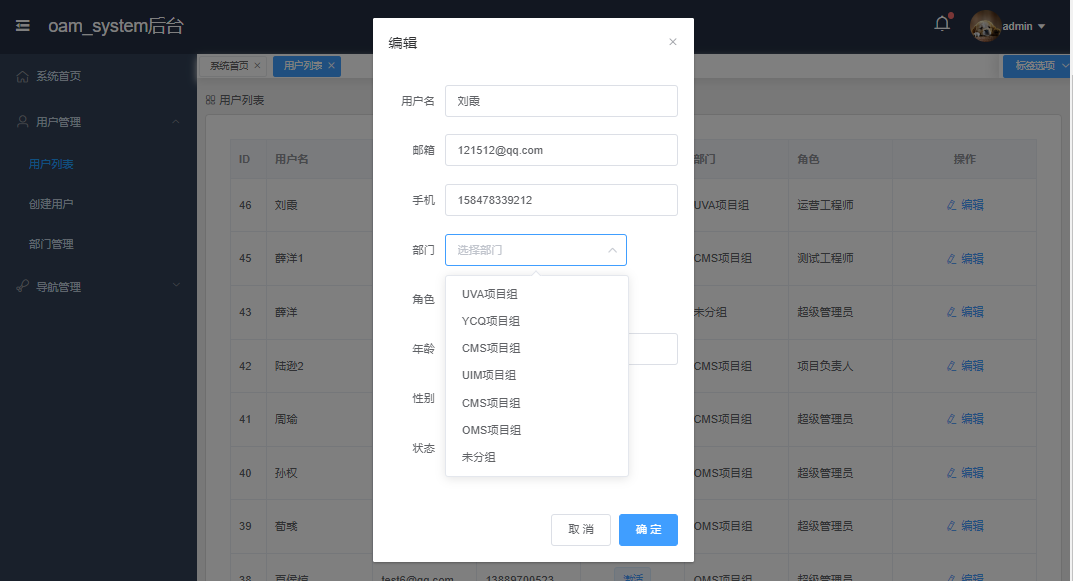 oam_system后台
admin
系统首页
用户管理
用户列表
创建用户
部门管理
导航管理
系统首页 ×
用户列表 ×
标签选项
用户列表
ID 用户名 部门 角色 操作
46 刘霞 UVA项目组 运营工程师 编辑
45 薛洋1 CMS项目组 测试工程师 编辑
43 薛洋 未分组 超级管理员 编辑
42 陆逊2 CMS项目组 项目负责人 编辑
41 周瑜 CMS项目组 超级管理员 编辑
40 孙权 OMS项目组 超级管理员 编辑
39 荀彧 OMS项目组 超级管理员 编辑
38 test6@qq.com 13889700523 激活 OMS项目组 超级管理员 编辑
编辑 ×
用户名 刘霞
邮箱 121512@qq.com
手机 158478339212
部门 选择部门
角色
年龄
性别
状态
UVA项目组
YCQ项目组
CMS项目组
UIM项目组
CMS项目组
OMS项目组
未分组
取消
确定